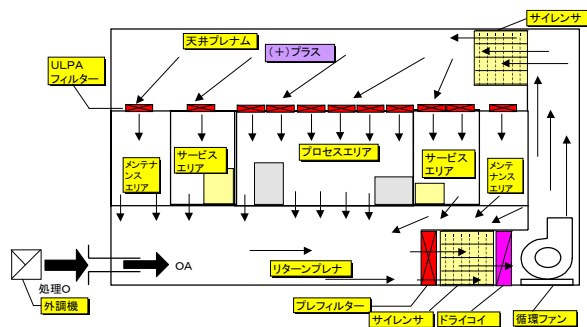 サイレンサ
天井プレナム
(+)プラス
ULPA
フィルター
メンテナ
ンスエ
リア
サービス
エリア
プロセスエリア
サービス
エリア
メンテ
ナンス
エリア
処理O
OA
外調機
リターンプレナ
プレフィルター
サイレンサ
ドライコイ
循環ファン